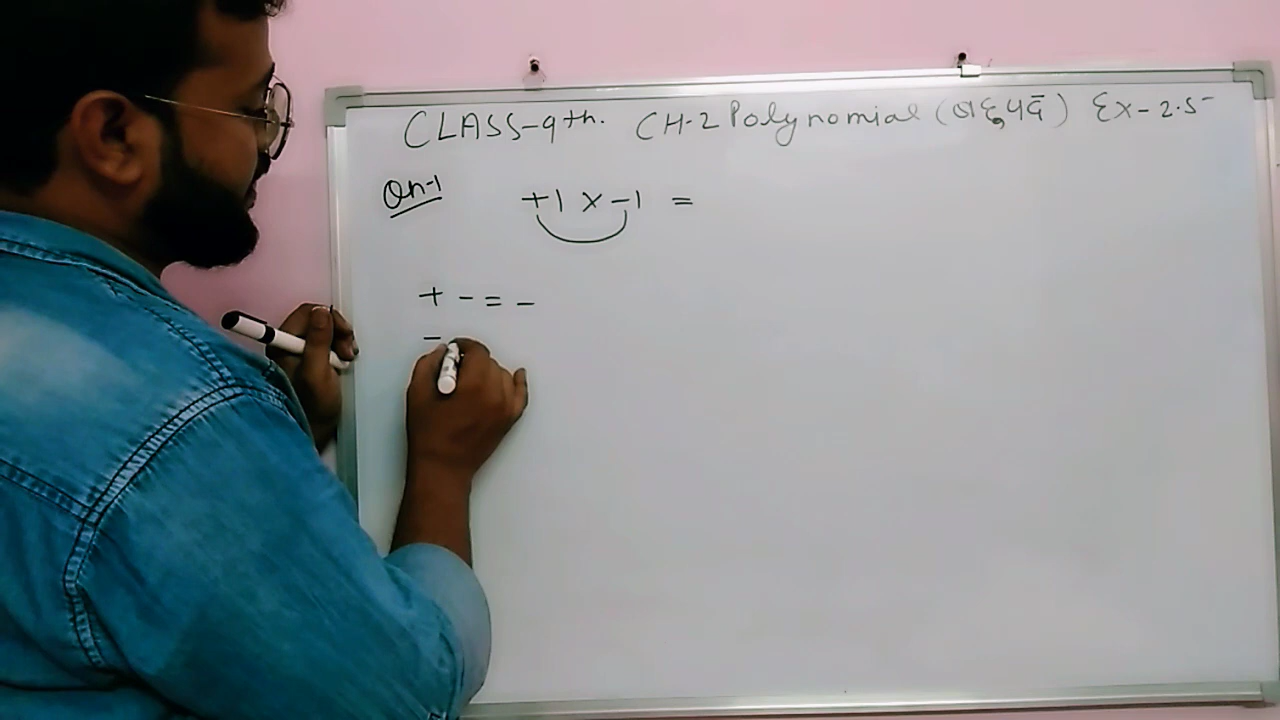 CLASS-9th. CH-2 Polynomial (बहुपद) Ex-2.5
Qn-1 +1 x -1 =
+ - = -
-